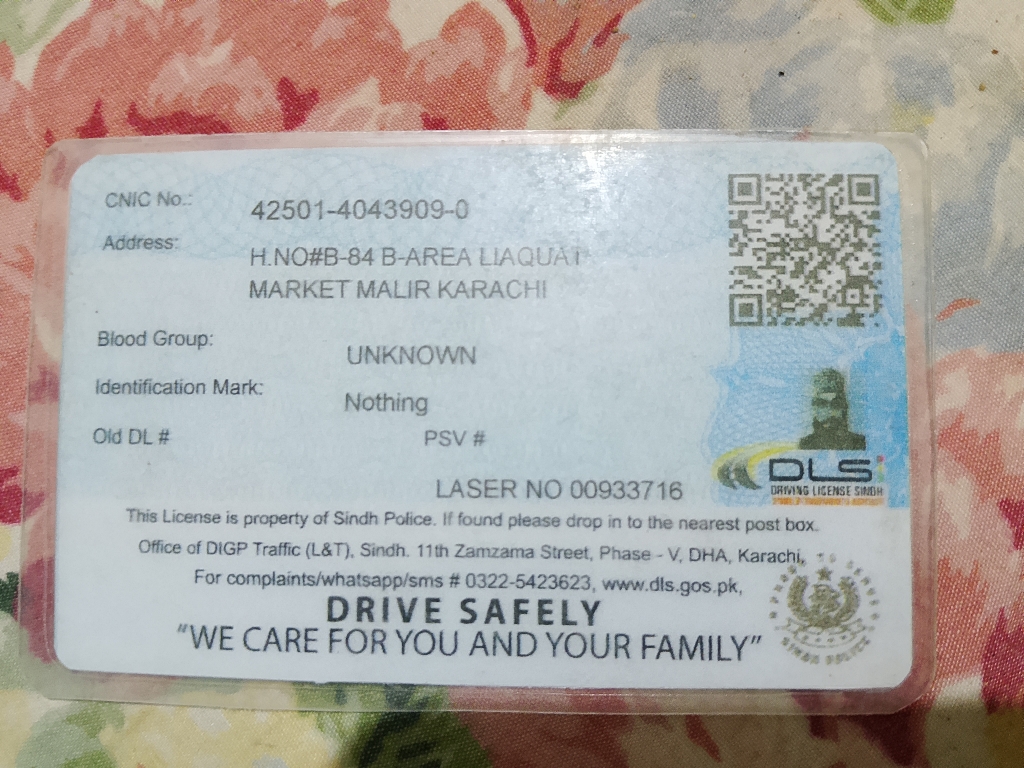 CNIC No.: 42501-4043909-0
Address: H.NO#B-84 B-AREA LIAQUAT
MARKET MALIR KARACHI
Blood Group: UNKNOWN
Identification Mark: Nothing
Old DL # PSV #
DLS
DRIVING LICENSE SINDH
LASER NO 00933716
This License is property of Sindh Police. If found please drop in to the nearest post box.
Office of DIGP Traffic (L&T), Sindh. 11th Zamzama Street, Phase - V, DHA, Karachi,
For complaints/whatsapp/sms # 0322-5423623, www.dls.gos.pk,
DRIVE SAFELY
“WE CARE FOR YOU AND YOUR FAMILY”
SINDH POLICE